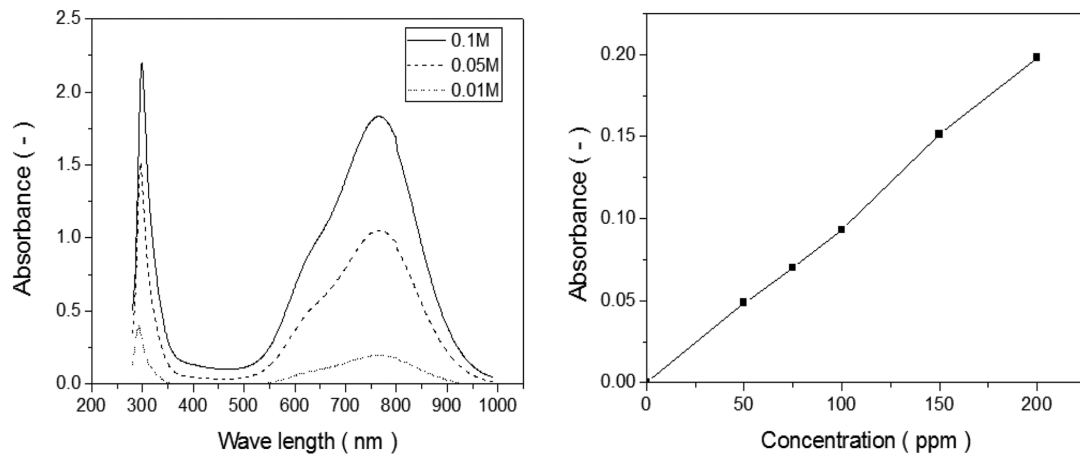 2.5
2.0
1.5
1.0
0.5
0.0
Absorbance ( - )
0.1M
0.05M
0.01M
200 300 400 500 600 700 800 900 1000
Wave length ( nm )
0.20
0.15
0.10
0.05
0.00
Absorbance ( - )
0 50 100 150 200
Concentration ( ppm )